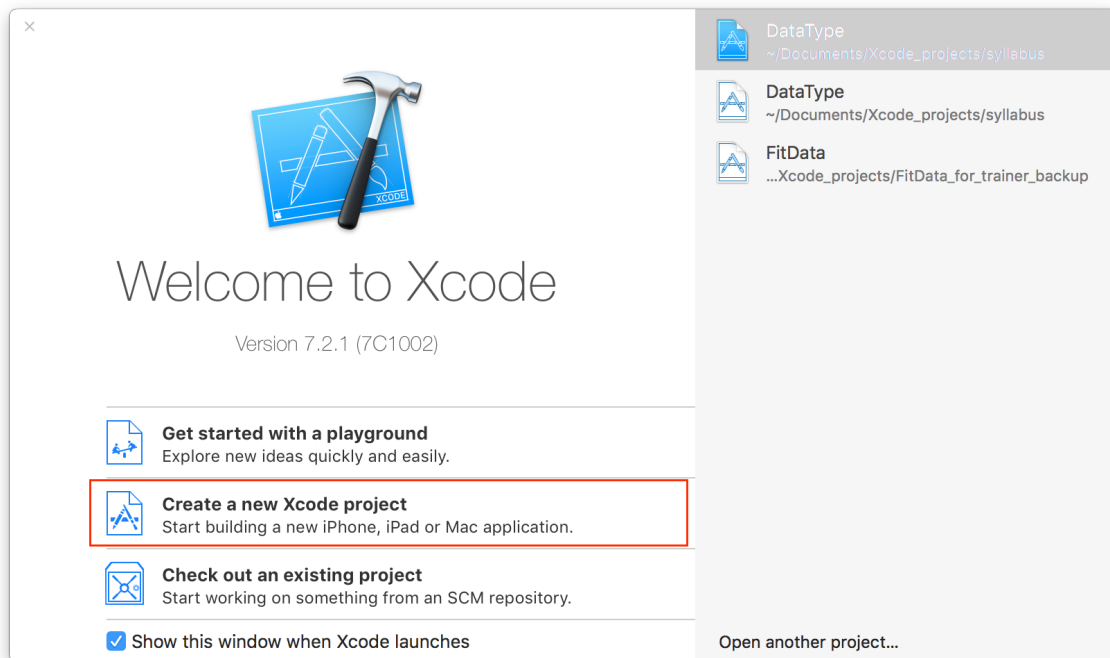 XCODE
Welcome to Xcode
Version 7.2.1 (7C1002)
Get started with a playground
Explore new ideas quickly and easily.
Create a new Xcode project
Start building a new iPhone, iPad or Mac application.
Check out an existing project
Start working on something from an SCM repository.
Show this window when Xcode launches
DataType
~/Documents/Xcode_projects/syllabus
DataType
~/Documents/Xcode_projects/syllabus
FitData
...Xcode_projects/FitData_for_trainer_backup
Open another project...